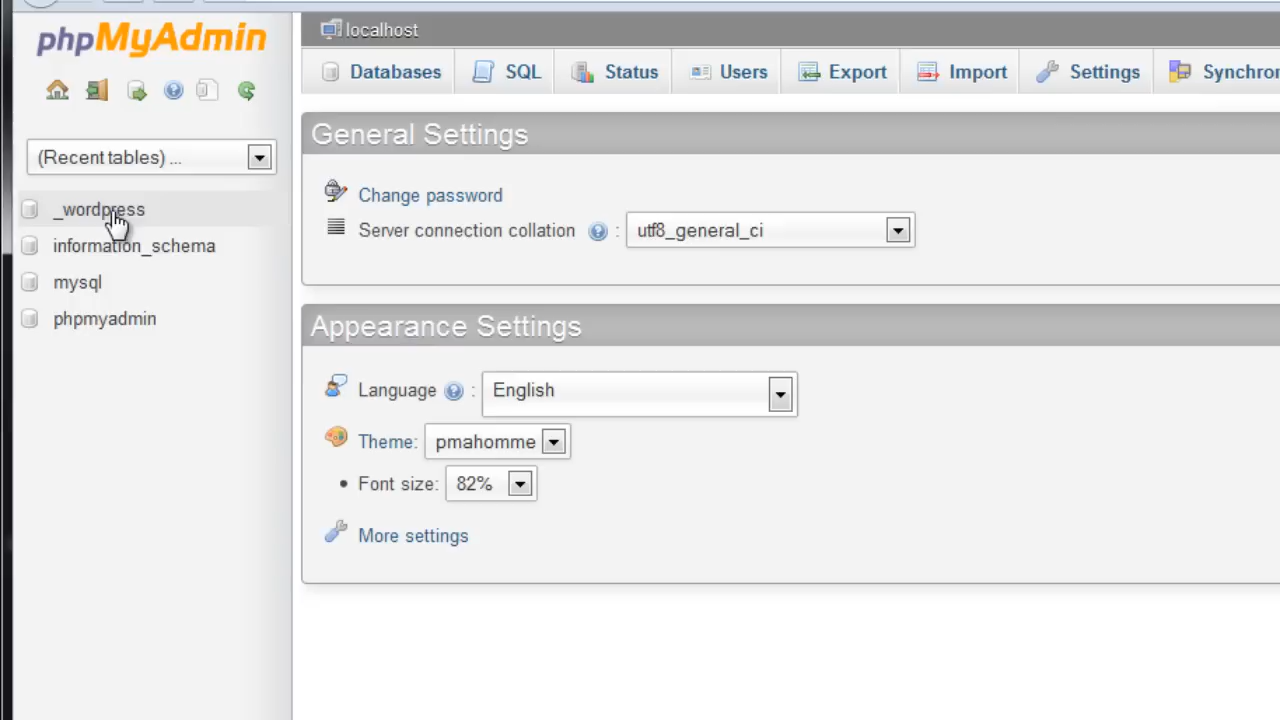 phpMyAdmin
(Recent tables) ...
_wordpress
information_schema
mysql
phpmyadmin
localhost
Databases SQL Status Users Export Import Settings
General Settings
Change password
Server connection collation : utf8_general_ci
Appearance Settings
Language : English
Theme: pmahomme
• Font size: 82%
More settings